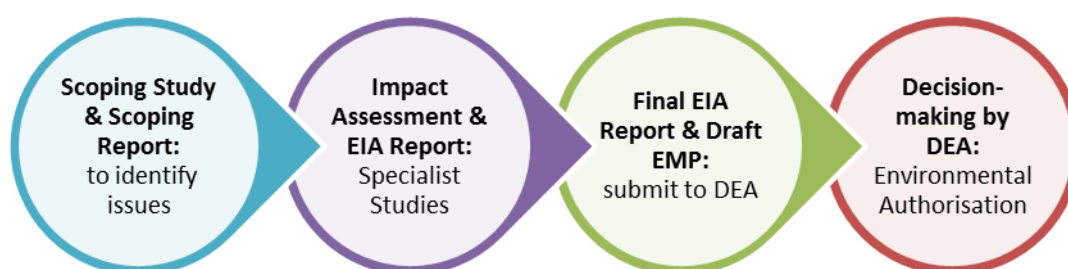 Scoping Study
& Scoping
Report:
to identify
issues
Impact
Assessment &
EIA Report:
Specialist
Studies
Final EIA
Report & Draft
EMP:
submit to DEA
Decision-
making by
DEA:
Environmental
Authorisation